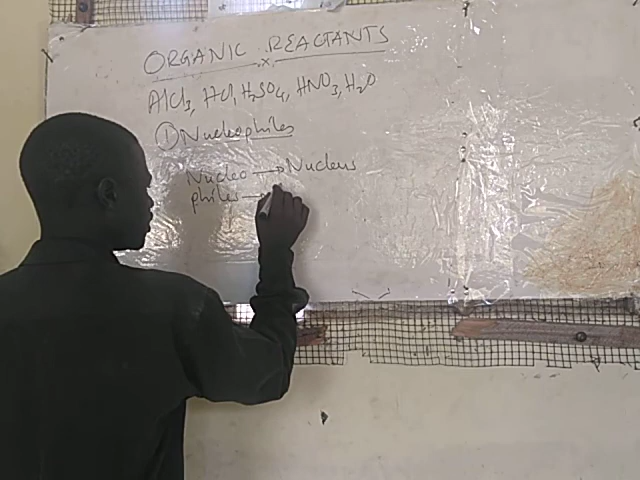 ORGANIC REACTANTS
x
AlCl₃, HCl, H₂SO₄, HNO₃, H₂O
① Nucleophiles
Nucleo → Nucleus
philes →